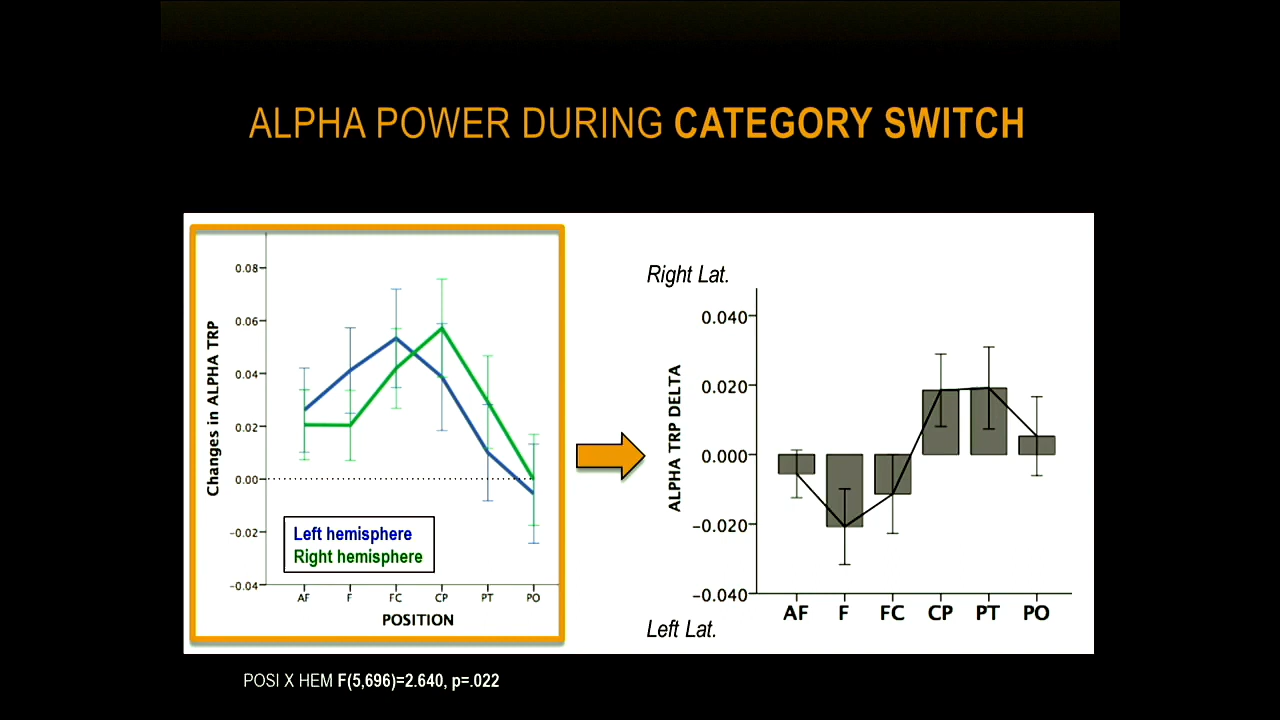 ALPHA POWER DURING CATEGORY SWITCH
Changes in ALPHA TRP
0.08
0.06
0.04
0.02
0.00
-0.02
-0.04
Left hemisphere
Right hemisphere
AF F FC CP PT PO
POSITION
Right Lat.
ALPHA TRP DELTA
0.040
0.020
0.000
-0.020
-0.040
AF F FC CP PT PO
Left Lat.
POSI X HEM F(5,696)=2.640, p=.022